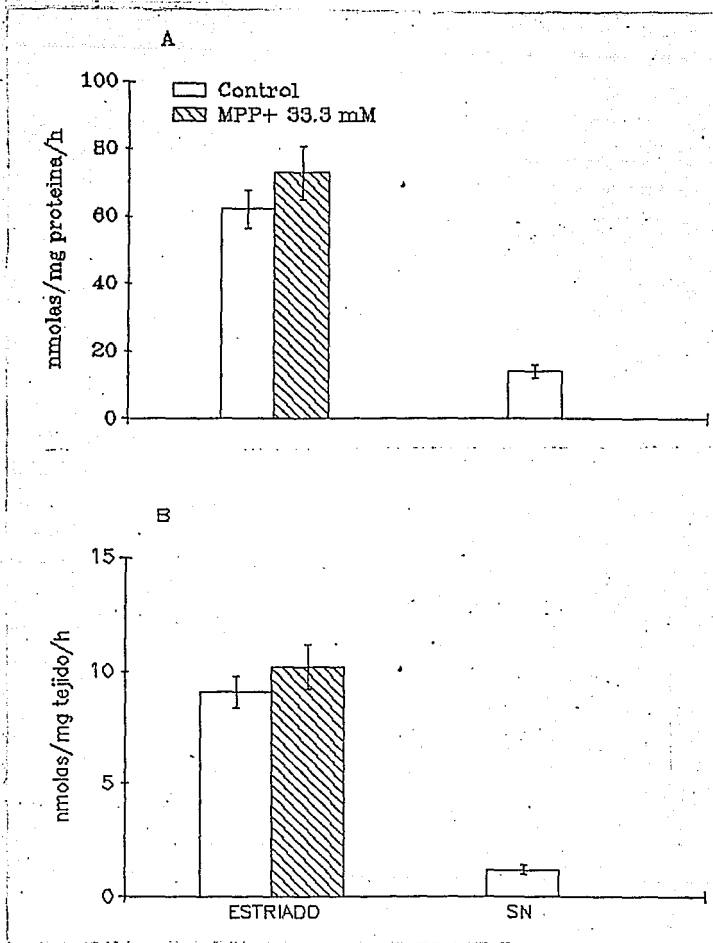 A
100
80
60
40
20
0
nmolas/mg proteina/h
Control
MPP+ 33.3 mM
B
15
10
5
0
nmolas/mg tejido/h
ESTRIADO SN